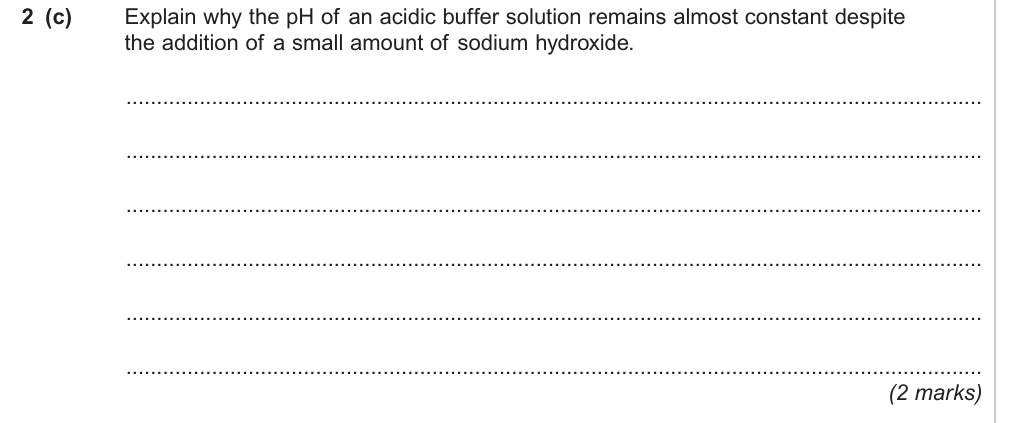 2 (c) Explain why the pH of an acidic buffer solution remains almost constant despite
the addition of a small amount of sodium hydroxide.
(2 marks)